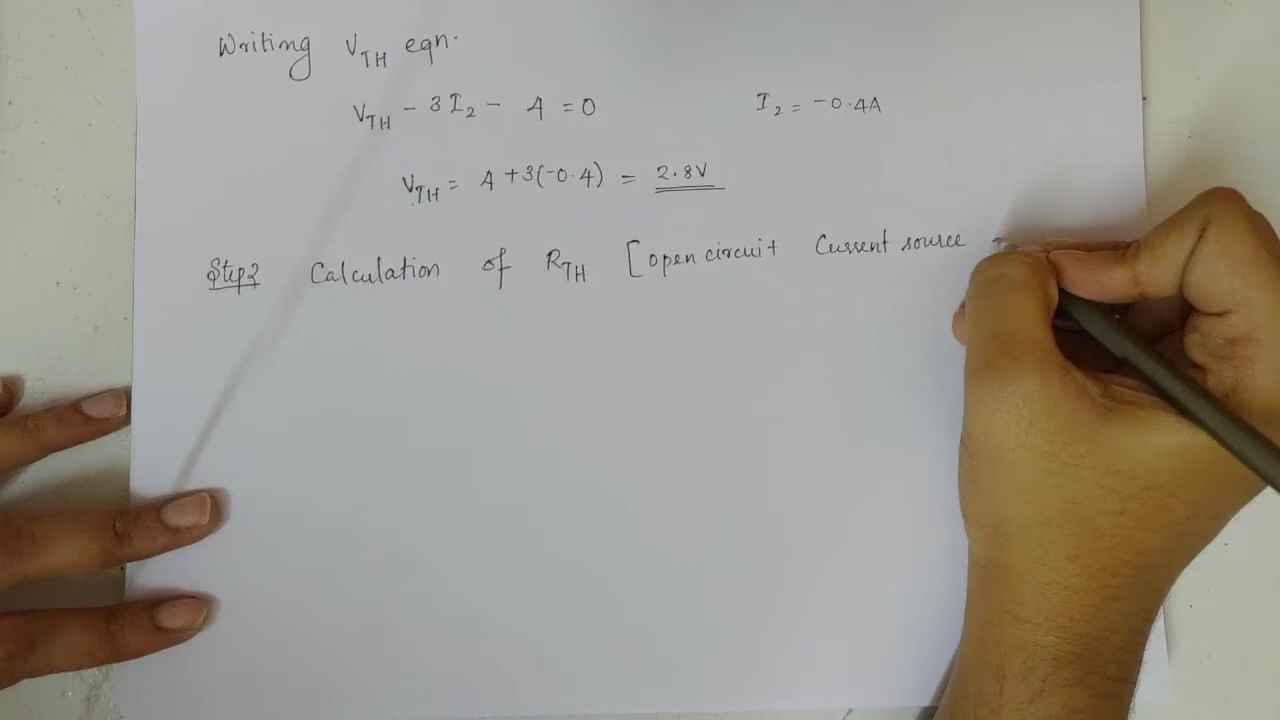 Writing V_TH eqn.
V_TH - 3I_2 - 4 = 0 I_2 = -0.4A
V_TH = 4 + 3(-0.4) = 2.8V
Step2 Calculation of R_TH [open circuit Current source